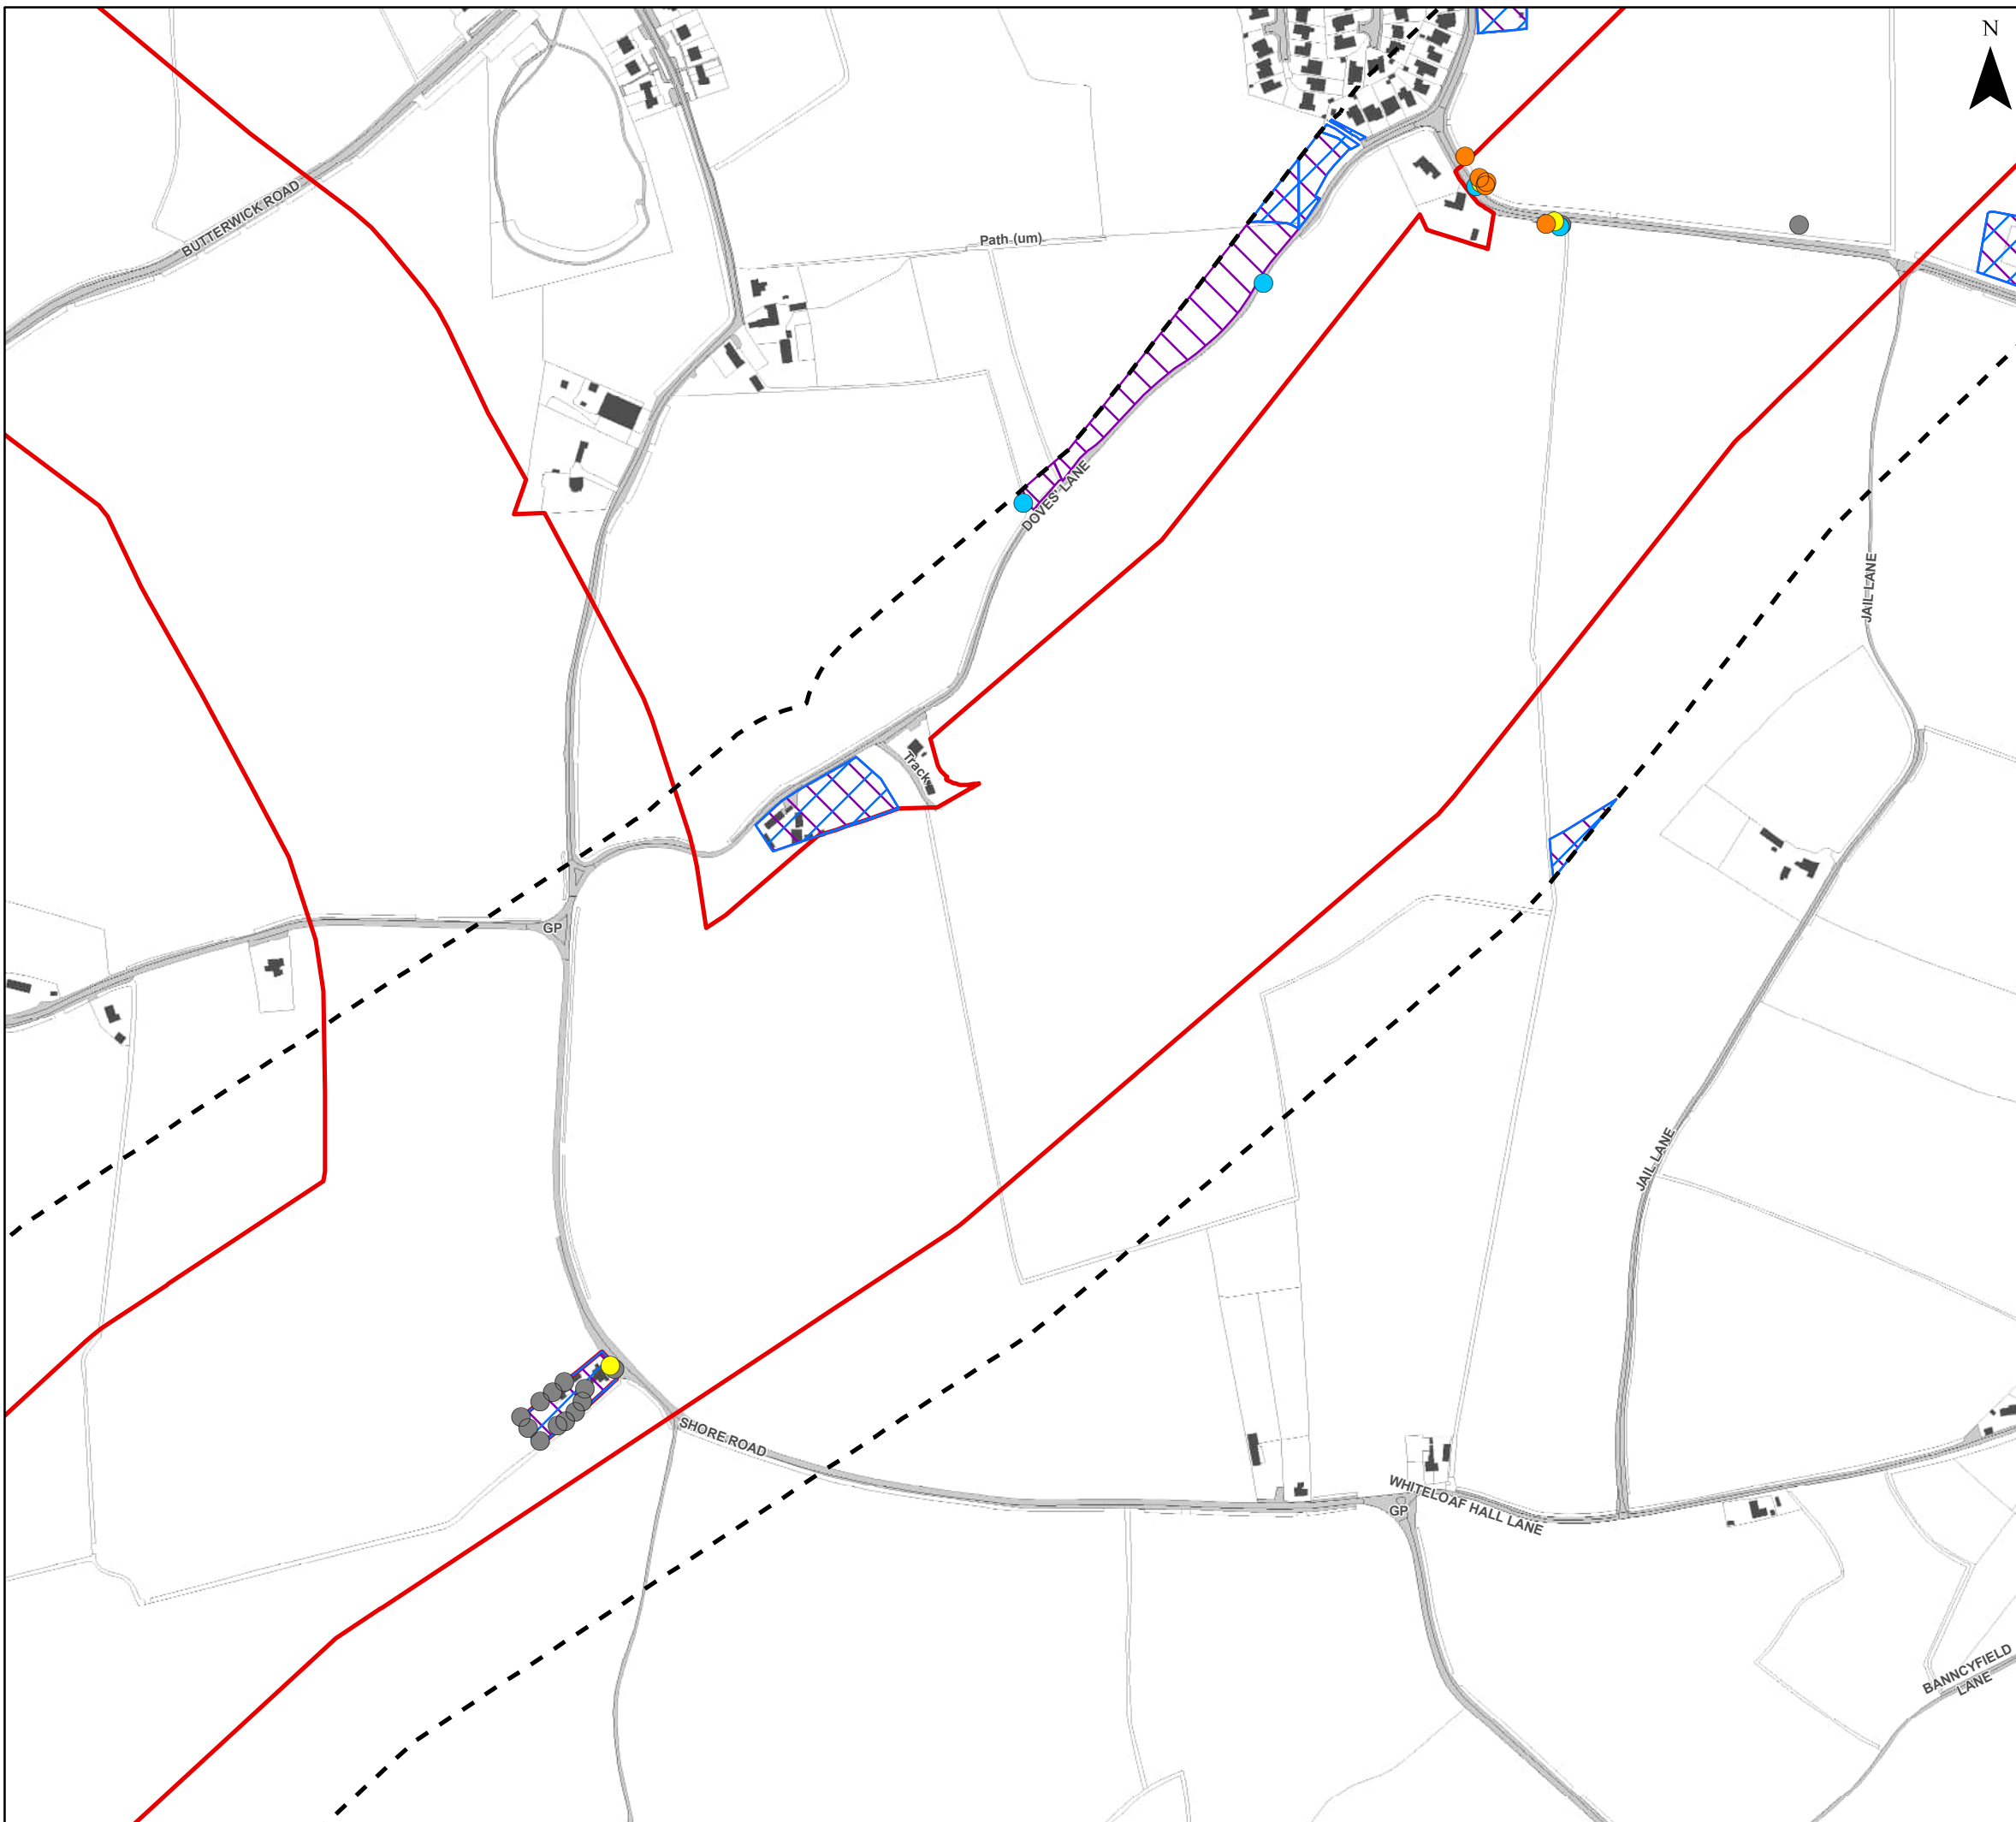 N
BUTTERWICK ROAD
Path (um)
DOVES' LANE
JAIL LANE
Track
GP
JAIL LANE
SHORE ROAD
WHITELOAF HALL LANE
GP
BANNCYFIELD
LANE